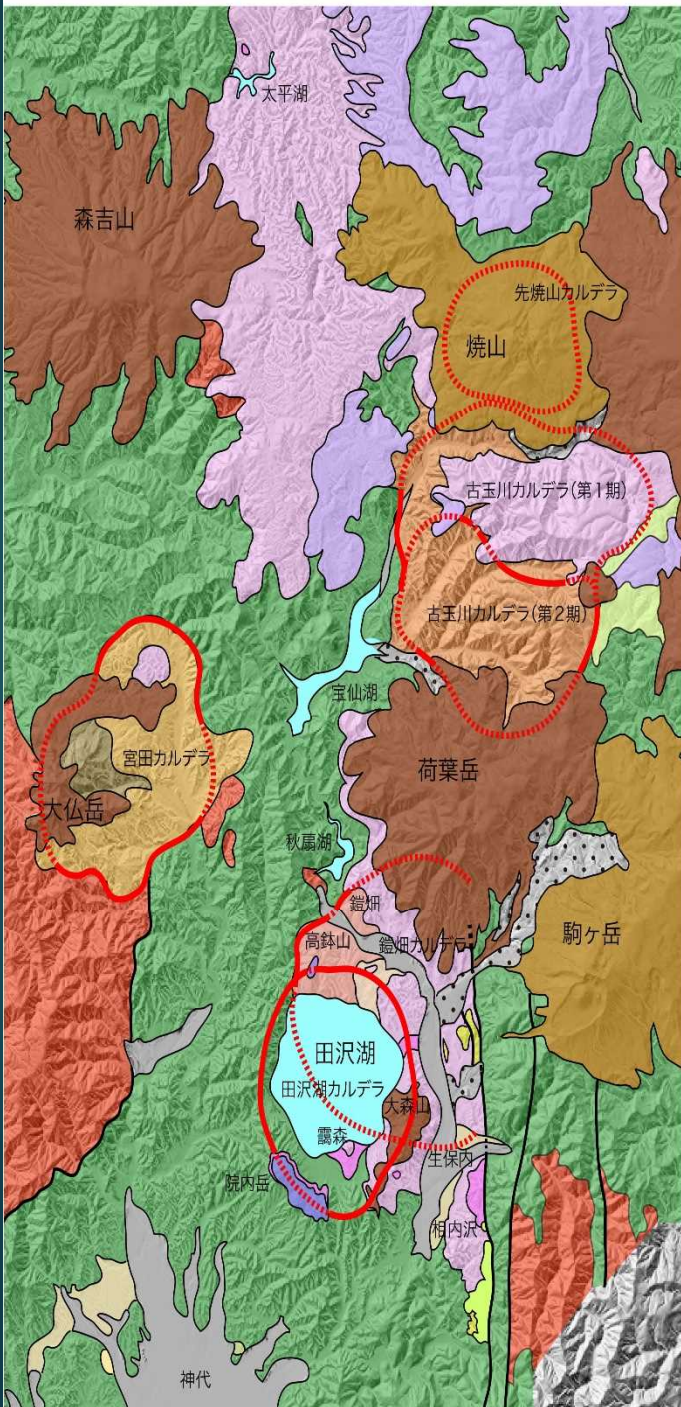 太平湖
森吉山
先焼山カルデラ
焼山
古玉川カルデラ(第1期)
古玉川カルデラ(第2期)
宝仙湖
宮田カルデラ
荷葉岳
大仏岳
秋扇湖
鎧畑
高鉢山
鎧畑カルデラ
駒ヶ岳
田沢湖
田沢湖カルデラ
大森山
靄森
生保内
院内岳
相内沢
神代